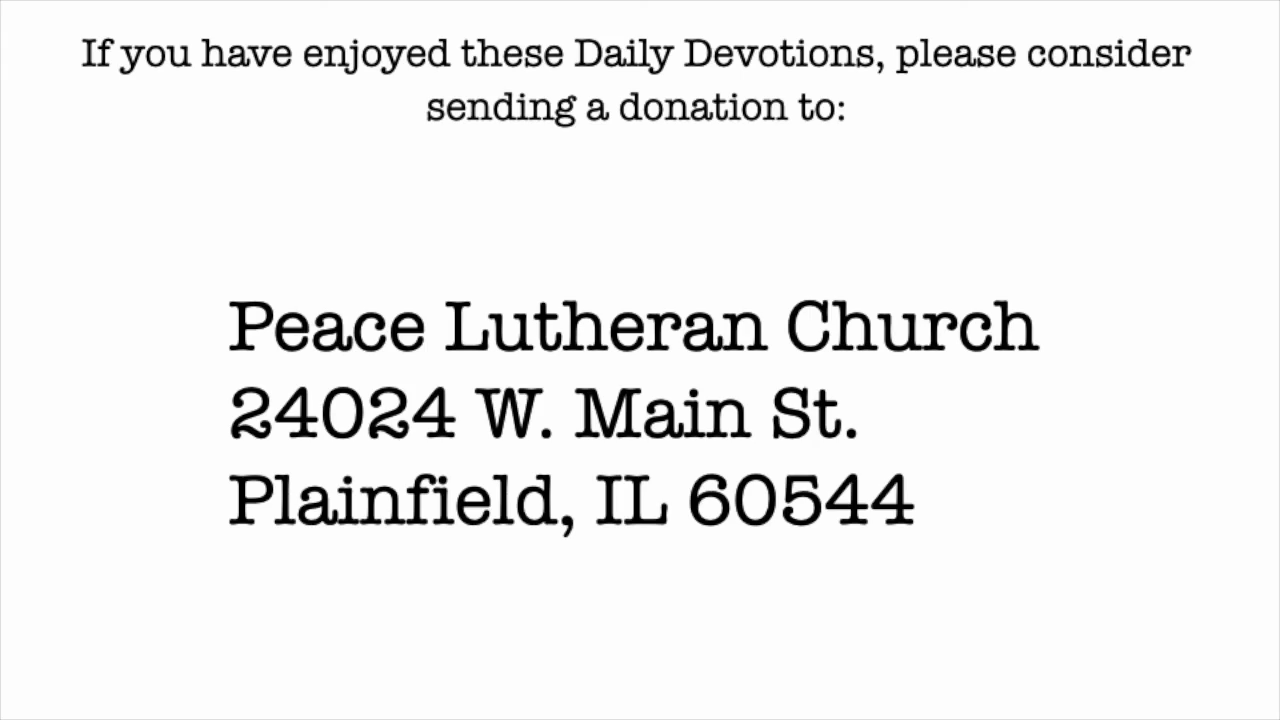 If you have enjoyed these Daily Devotions, please consider
sending a donation to:
Peace Lutheran Church
24024 W. Main St.
Plainfield, IL 60544